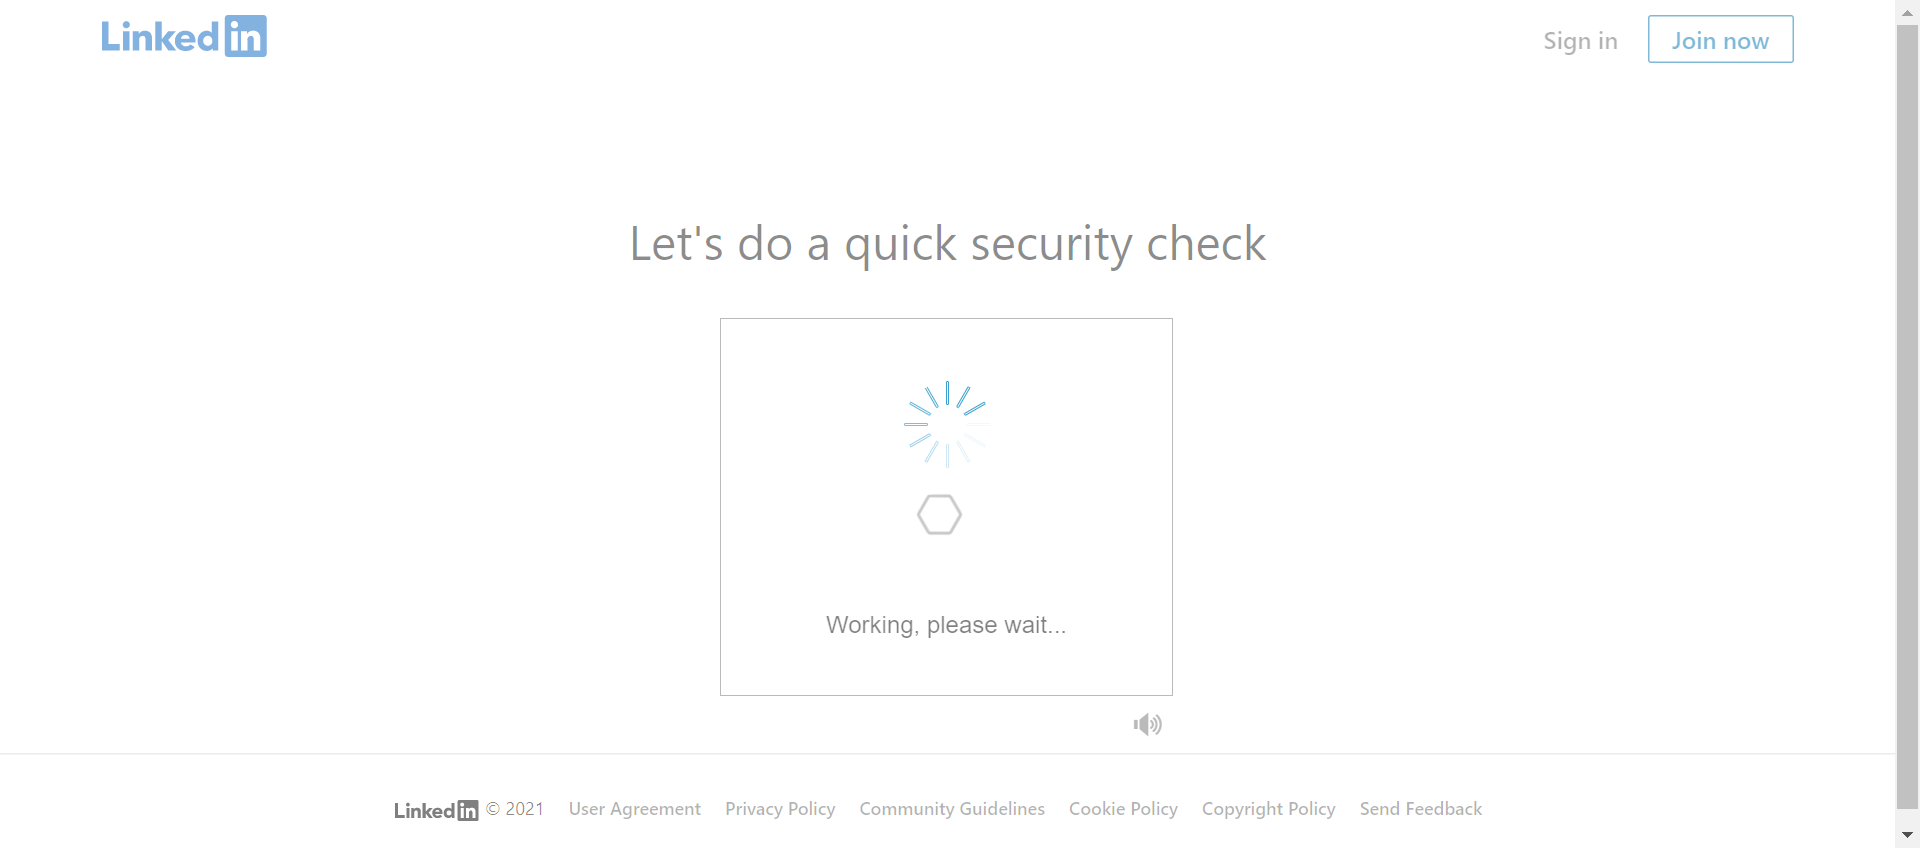 Linked in
Sign in
Join now
Let's do a quick security check
Working, please wait...
Linked in © 2021 User Agreement Privacy Policy Community Guidelines Cookie Policy Copyright Policy Send Feedback